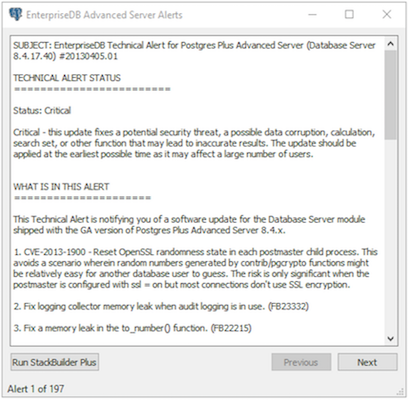 EnterpriseDB Advanced Server Alerts
SUBJECT: EnterpriseDB Technical Alert for Postgres Plus Advanced Server (Database Server
8.4.17.40) #20130405.01
TECHNICAL ALERT STATUS
=========================
Status: Critical
Critical - this update fixes a potential security threat, a possible data corruption, calculation,
search set, or other function that may lead to inaccurate results. The update should be
applied at the earliest possible time as it may affect a large number of users.
WHAT IS IN THIS ALERT
======================
This Technical Alert is notifying you of a software update for the Database Server module
shipped with the GA version of Postgres Plus Advanced Server 8.4.x.
1. CVE-2013-1900 - Reset OpenSSL randomness state in each postmaster child process. This
avoids a scenario wherein random numbers generated by contrib/pgcrypto functions might
be relatively easy for another database user to guess. The risk is only significant when the
postmaster is configured with ssl = on but most connections don't use SSL encryption.
2. Fix logging collector memory leak when audit logging is in use. (FB23332)
3. Fix a memory leak in the to_number() function. (FB22215)
Run StackBuilder Plus
Previous
Next
Alert 1 of 197